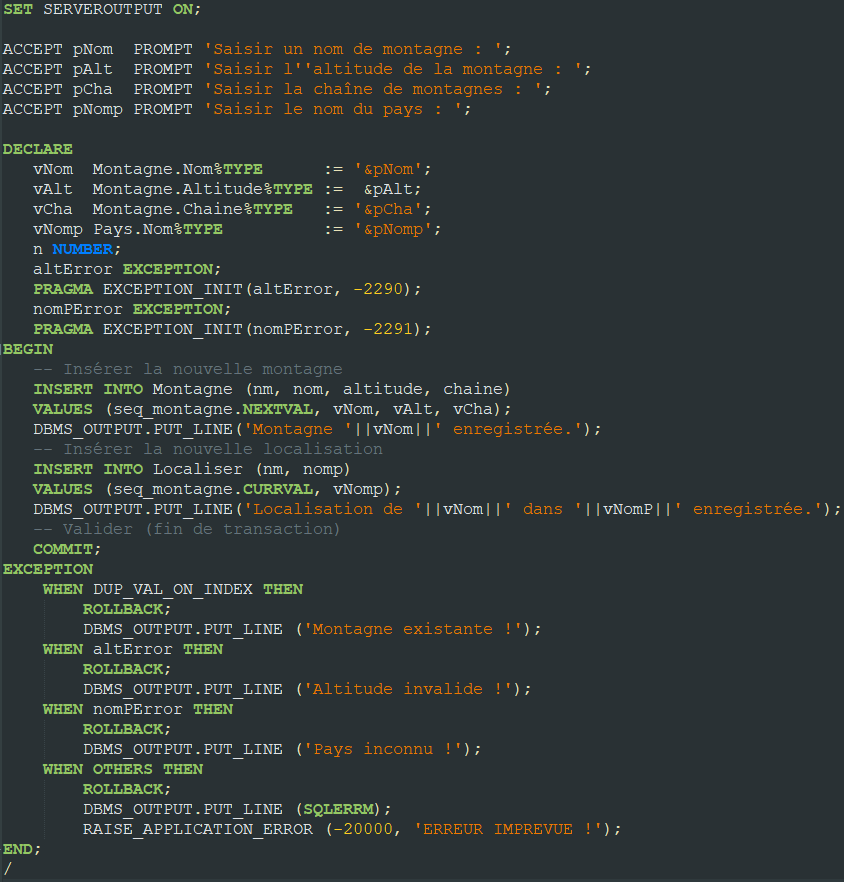 SET SERVEROUTPUT ON;

ACCEPT pNom  PROMPT 'Saisir un nom de montagne : ';
ACCEPT pAlt  PROMPT 'Saisir l''altitude de la montagne : ';
ACCEPT pCha  PROMPT 'Saisir la chaîne de montagnes : ';
ACCEPT pNomp PROMPT 'Saisir le nom du pays : ';

DECLARE
   vNom  Montagne.Nom%TYPE      := '&pNom';
   vAlt  Montagne.Altitude%TYPE :=  &pAlt;
   vCha  Montagne.Chaine%TYPE   := '&pCha';
   vNomp Pays.Nom%TYPE          := '&pNomp';
   n NUMBER;
   altError EXCEPTION;
   PRAGMA EXCEPTION_INIT(altError, -2290);
   nomPError EXCEPTION;
   PRAGMA EXCEPTION_INIT(nomPError, -2291);
BEGIN
   -- Insérer la nouvelle montagne
   INSERT INTO Montagne (nm, nom, altitude, chaine)
   VALUES (seq_montagne.NEXTVAL, vNom, vAlt, vCha);
   DBMS_OUTPUT.PUT_LINE('Montagne '||vNom||' enregistrée.');
   -- Insérer la nouvelle localisation
   INSERT INTO Localiser (nm, nomp)
   VALUES (seq_montagne.CURRVAL, vNomp);
   DBMS_OUTPUT.PUT_LINE('Localisation de '||vNom||' dans '||vNomP||' enregistrée.');
   -- Valider (fin de transaction)
   COMMIT;
EXCEPTION
    WHEN DUP_VAL_ON_INDEX THEN
        ROLLBACK;
        DBMS_OUTPUT.PUT_LINE ('Montagne existante !');
    WHEN altError THEN
        ROLLBACK;
        DBMS_OUTPUT.PUT_LINE ('Altitude invalide !');
    WHEN nomPError THEN
        ROLLBACK;
        DBMS_OUTPUT.PUT_LINE ('Pays inconnu !');
    WHEN OTHERS THEN
        ROLLBACK;
        DBMS_OUTPUT.PUT_LINE (SQLERRM);
        RAISE_APPLICATION_ERROR (-20000, 'ERREUR IMPREVUE !');
END;
/